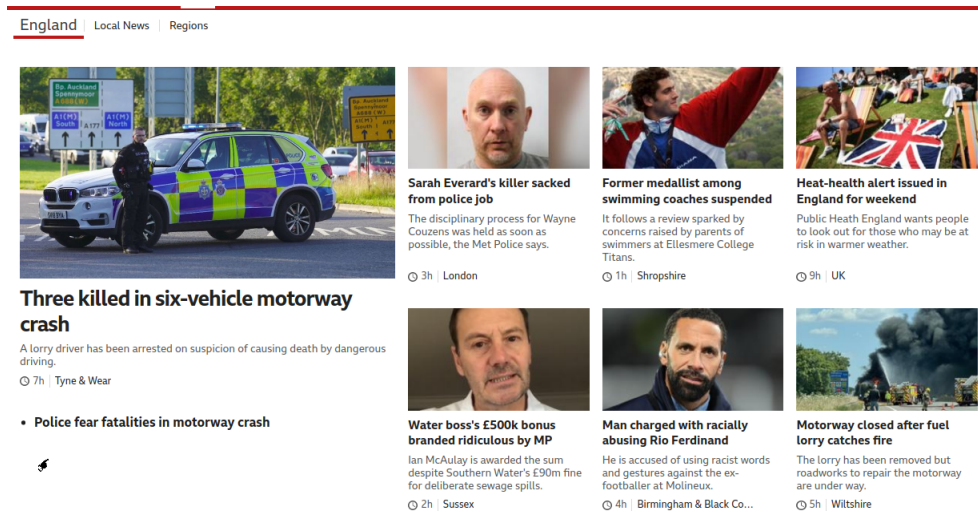 England
Local News
Regions
Bp. Auckland
Spennymoor
A688(W)
A1(M)
South
A177
A1(M)
North
Bp. Auckland
Spennymoor
A688(W)
A1(M)
South
Three killed in six-vehicle motorway
crash
A lorry driver has been arrested on suspicion of causing death by dangerous
driving.
7h
Tyne & Wear
Police fear fatalities in motorway crash
Sarah Everard's killer sacked
from police job
The disciplinary process for Wayne
Couzens was held as soon as
possible, the Met Police says.
3h
London
Former medallist among
swimming coaches suspended
It follows a review sparked by
concerns raised by parents of
swimmers at Ellesmere College
Titans.
1h
Shropshire
Heat-health alert issued in
England for weekend
Public Heath England wants people
to look out for those who may be at
risk in warmer weather.
9h
UK
Water boss's £500k bonus
branded ridiculous by MP
Ian McAulay is awarded the sum
despite Southern Water's £90m fine
for deliberate sewage spills.
2h
Sussex
Man charged with racially
abusing Rio Ferdinand
He is accused of using racist words
and gestures against the ex-
footballer at Molineux.
4h
Birmingham & Black Co...
Motorway closed after fuel
lorry catches fire
The lorry has been removed but
roadworks to repair the motorway
are under way.
5h
Wiltshire